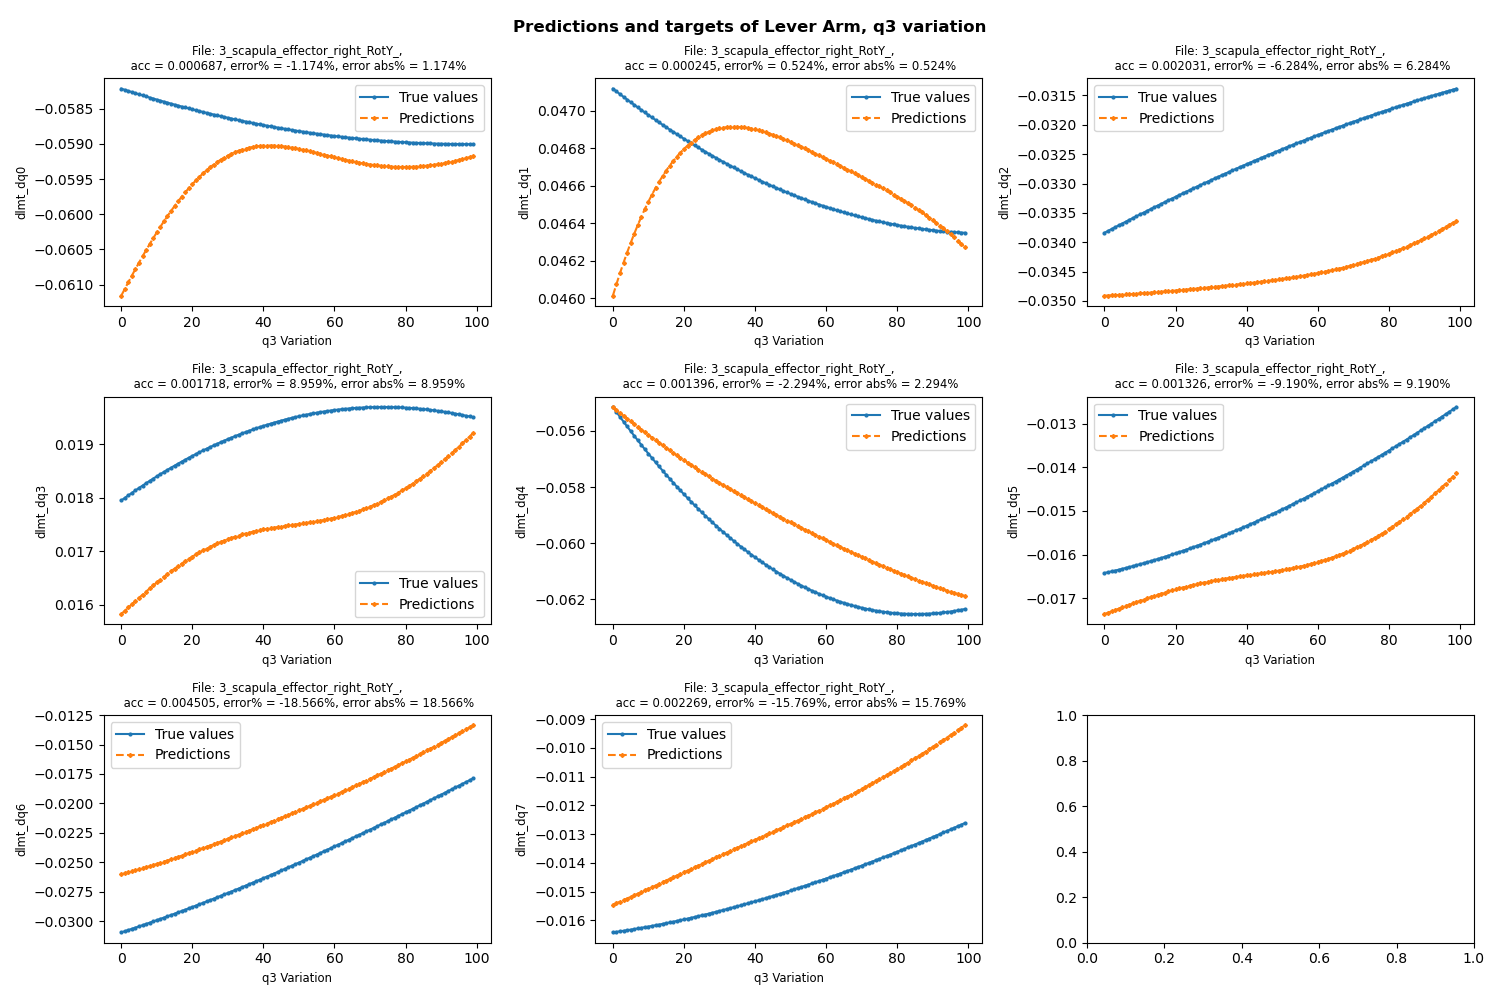 Predictions and targets of Lever Arm, q3 variation
File: 3_scapula_effector_right_RotY_,
acc = 0.000687, error% = -1.174%, error abs% = 1.174%
True values
Predictions
−0.0585
−0.0590
−0.0595
−0.0600
−0.0605
−0.0610
dlmt_dq0
0 20 40 60 80 100
q3 Variation
File: 3_scapula_effector_right_RotY_,
acc = 0.000245, error% = 0.524%, error abs% = 0.524%
True values
Predictions
0.0470
0.0468
0.0466
0.0464
0.0462
0.0460
dlmt_dq1
0 20 40 60 80 100
q3 Variation
File: 3_scapula_effector_right_RotY_,
acc = 0.002031, error% = -6.284%, error abs% = 6.284%
True values
Predictions
−0.0315
−0.0320
−0.0325
−0.0330
−0.0335
−0.0340
−0.0345
−0.0350
dlmt_dq2
0 20 40 60 80 100
q3 Variation
File: 3_scapula_effector_right_RotY_,
acc = 0.001718, error% = 8.959%, error abs% = 8.959%
True values
Predictions
0.019
0.018
0.017
0.016
dlmt_dq3
0 20 40 60 80 100
q3 Variation
File: 3_scapula_effector_right_RotY_,
acc = 0.001396, error% = -2.294%, error abs% = 2.294%
True values
Predictions
−0.056
−0.058
−0.060
−0.062
dlmt_dq4
0 20 40 60 80 100
q3 Variation
File: 3_scapula_effector_right_RotY_,
acc = 0.001326, error% = -9.190%, error abs% = 9.190%
True values
Predictions
−0.013
−0.014
−0.015
−0.016
−0.017
dlmt_dq5
0 20 40 60 80 100
q3 Variation
File: 3_scapula_effector_right_RotY_,
acc = 0.004505, error% = -18.566%, error abs% = 18.566%
True values
Predictions
−0.0125
−0.0150
−0.0175
−0.0200
−0.0225
−0.0250
−0.0275
−0.0300
dlmt_dq6
0 20 40 60 80 100
q3 Variation
File: 3_scapula_effector_right_RotY_,
acc = 0.002269, error% = -15.769%, error abs% = 15.769%
True values
Predictions
−0.009
−0.010
−0.011
−0.012
−0.013
−0.014
−0.015
−0.016
dlmt_dq7
0 20 40 60 80 100
q3 Variation
1.0
0.8
0.6
0.4
0.2
0.0
0.0 0.2 0.4 0.6 0.8 1.0